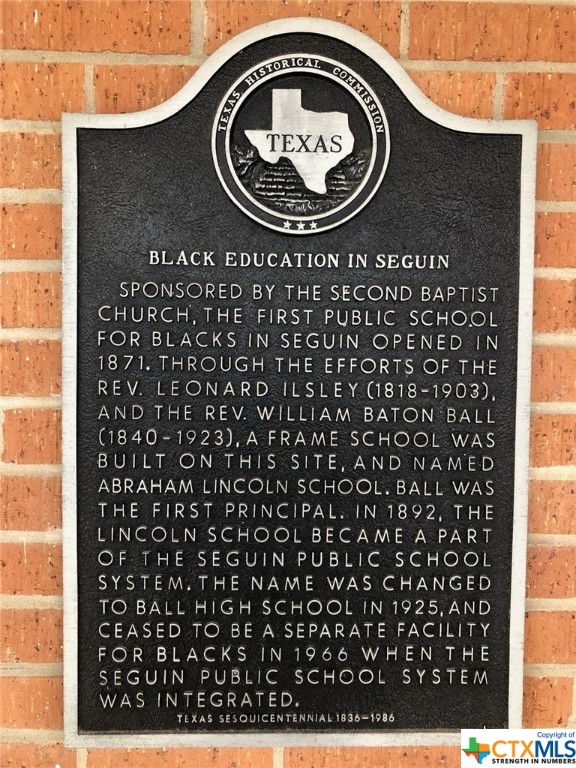 TEXAS HISTORICAL COMMISSION
TEXAS
BLACK EDUCATION IN SEGUIN
SPONSORED BY THE SECOND BAPTIST
CHURCH, THE FIRST PUBLIC SCHOOL
FOR BLACKS IN SEGUIN OPENED IN
1871. THROUGH THE EFFORTS OF THE
REV. LEONARD ILSLEY (1818-1903),
AND THE REV. WILLIAM BATON BALL
(1840-1923), A FRAME SCHOOL WAS
BUILT ON THIS SITE, AND NAMED
ABRAHAM LINCOLN SCHOOL. BALL WAS
THE FIRST PRINCIPAL. IN 1892, THE
LINCOLN SCHOOL BECAME A PART
OF THE SEGUIN PUBLIC SCHOOL
SYSTEM. THE NAME WAS CHANGED
TO BALL HIGH SCHOOL IN 1925, AND
CEASED TO BE A SEPARATE FACILITY
FOR BLACKS IN 1966 WHEN THE
SEGUIN PUBLIC SCHOOL SYSTEM
WAS INTEGRATED.
TEXAS SESQUICENTENNIAL 1836-1986
Copyright of
CTXMLS
STRENGTH IN NUMBERS